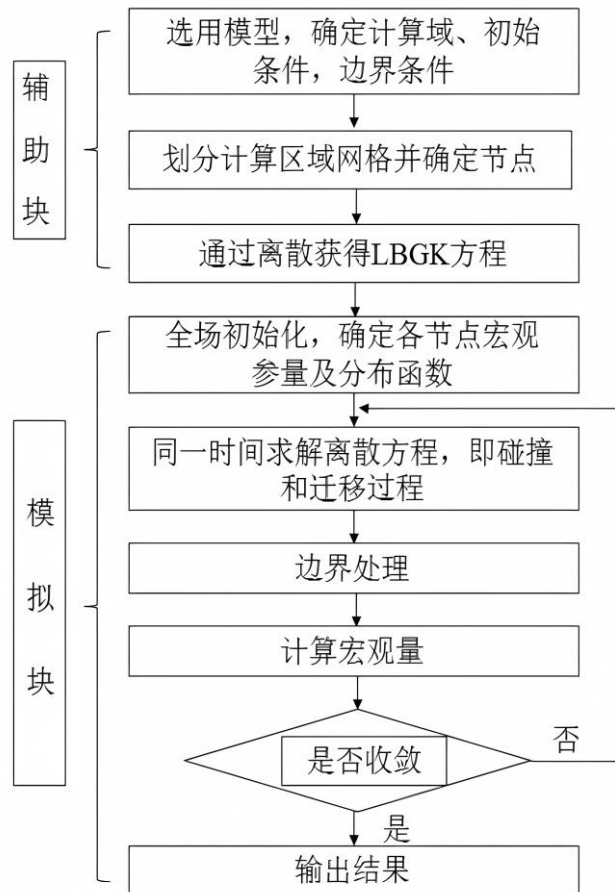 选用模型，确定计算域、初始
条件，边界条件
辅
助
块
划分计算区域网格并确定节点
通过离散获得LBGK方程
全场初始化，确定各节点宏观
参量及分布函数
同一时间求解离散方程，即碰撞
和迁移过程
模
拟
块
边界处理
计算宏观量
是否收敛
否
是
输出结果